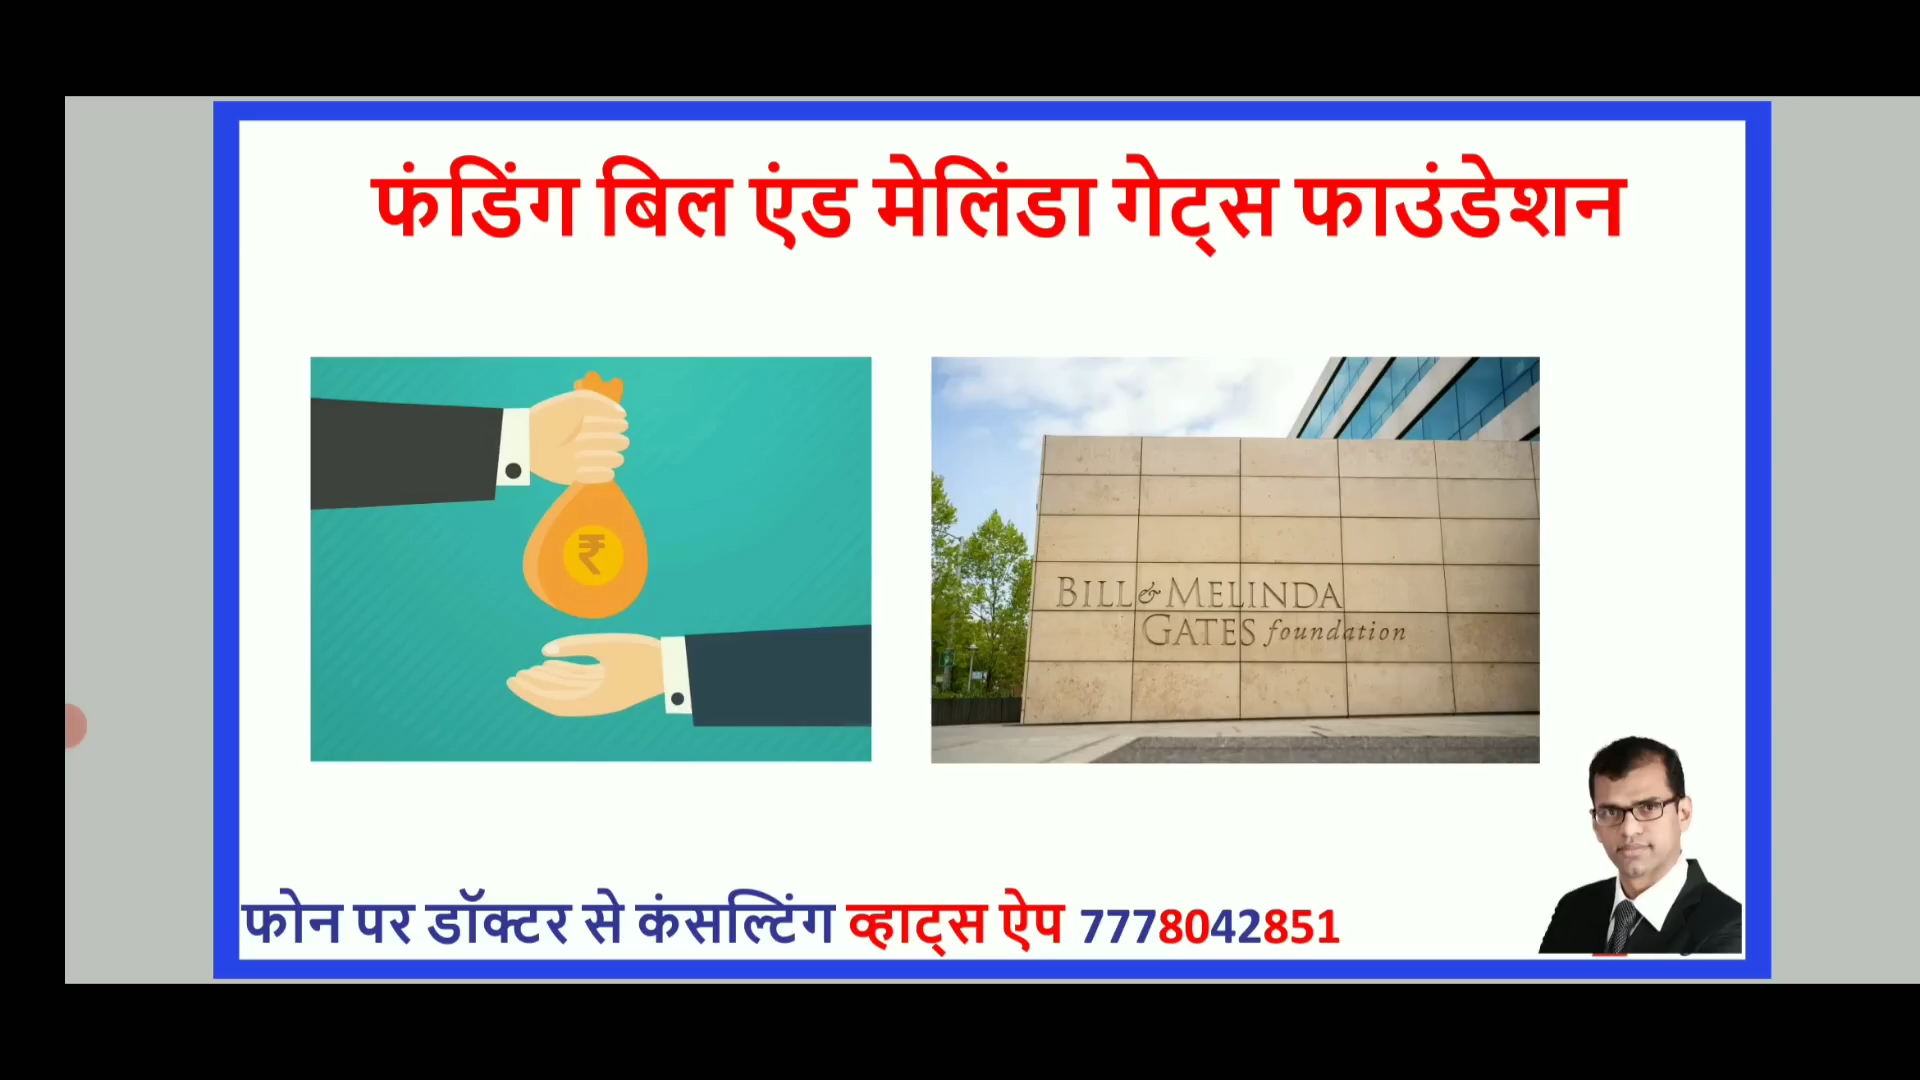 फंडिंग बिल एंड मेलिंडा गेट्स फाउंडेशन
₹
BILL & MELINDA
GATES foundation
फोन पर डॉक्टर से कंसल्टिंग व्हाट्स ऐप 7778042851